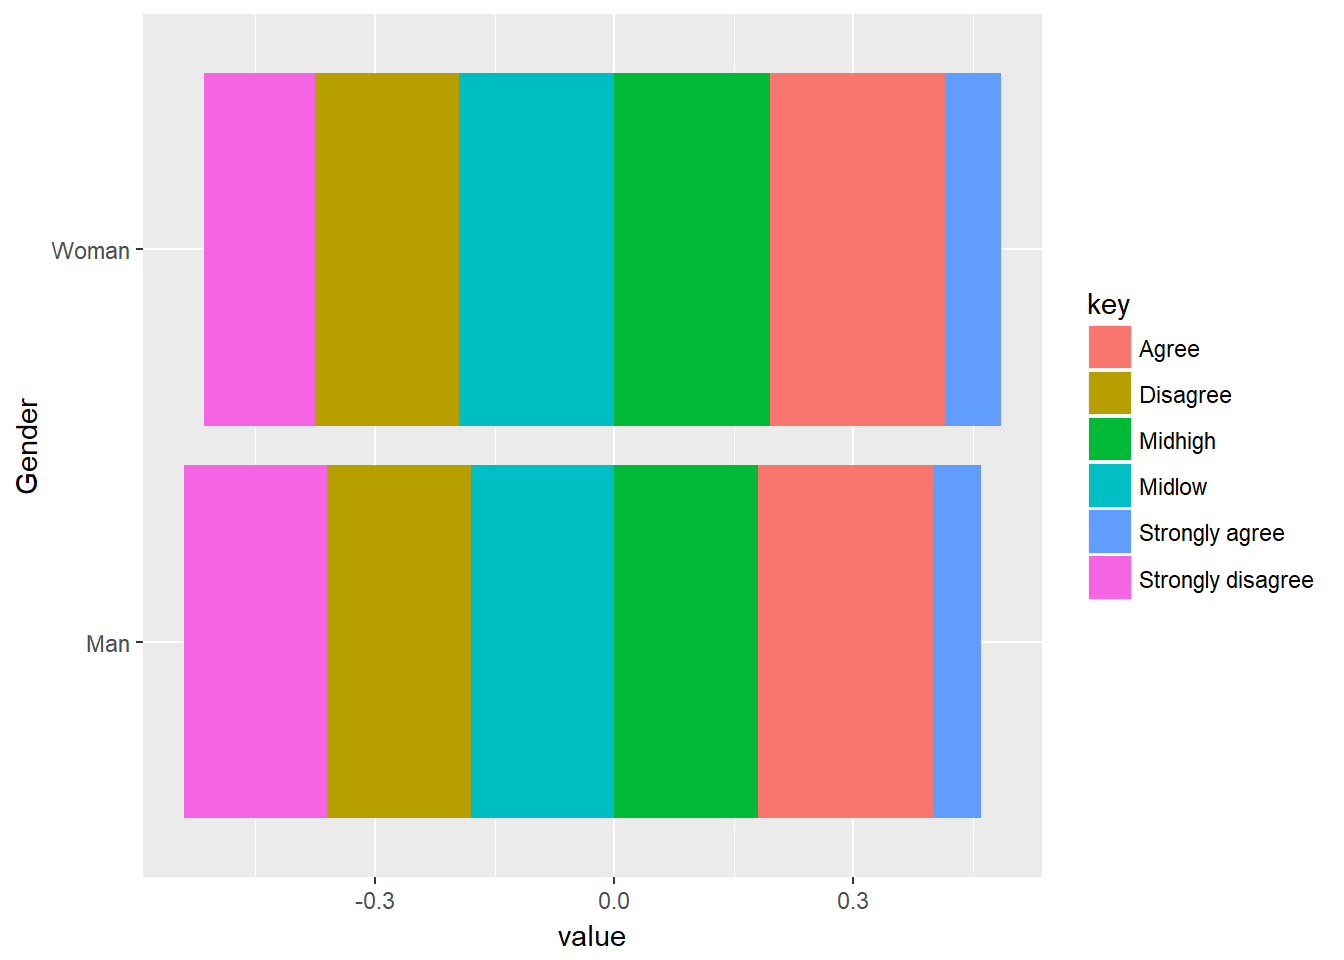 Gender
Woman
Man
-0.3
0.0
0.3
value
key
Agree
Disagree
Midhigh
Midlow
Strongly agree
Strongly disagree